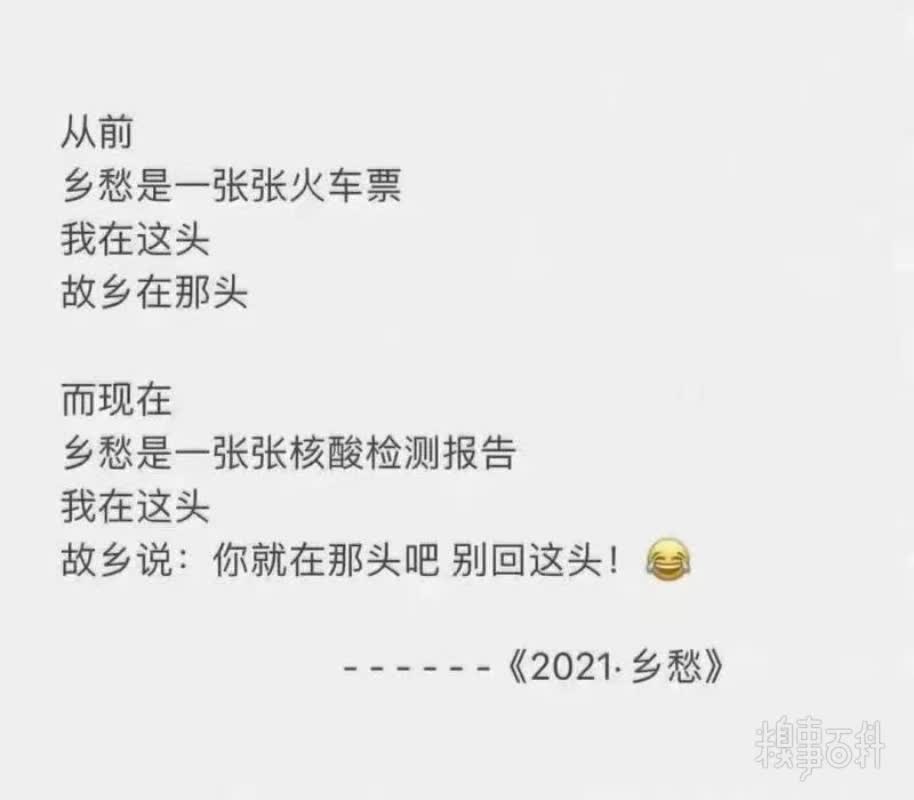 从前
乡愁是一张张火车票
我在这头
故乡在那头
而现在
乡愁是一张张核酸检测报告
我在这头
故乡说：你就在那头吧 别回这头！😂
- - - - - -《2021·乡愁》
糗事百科